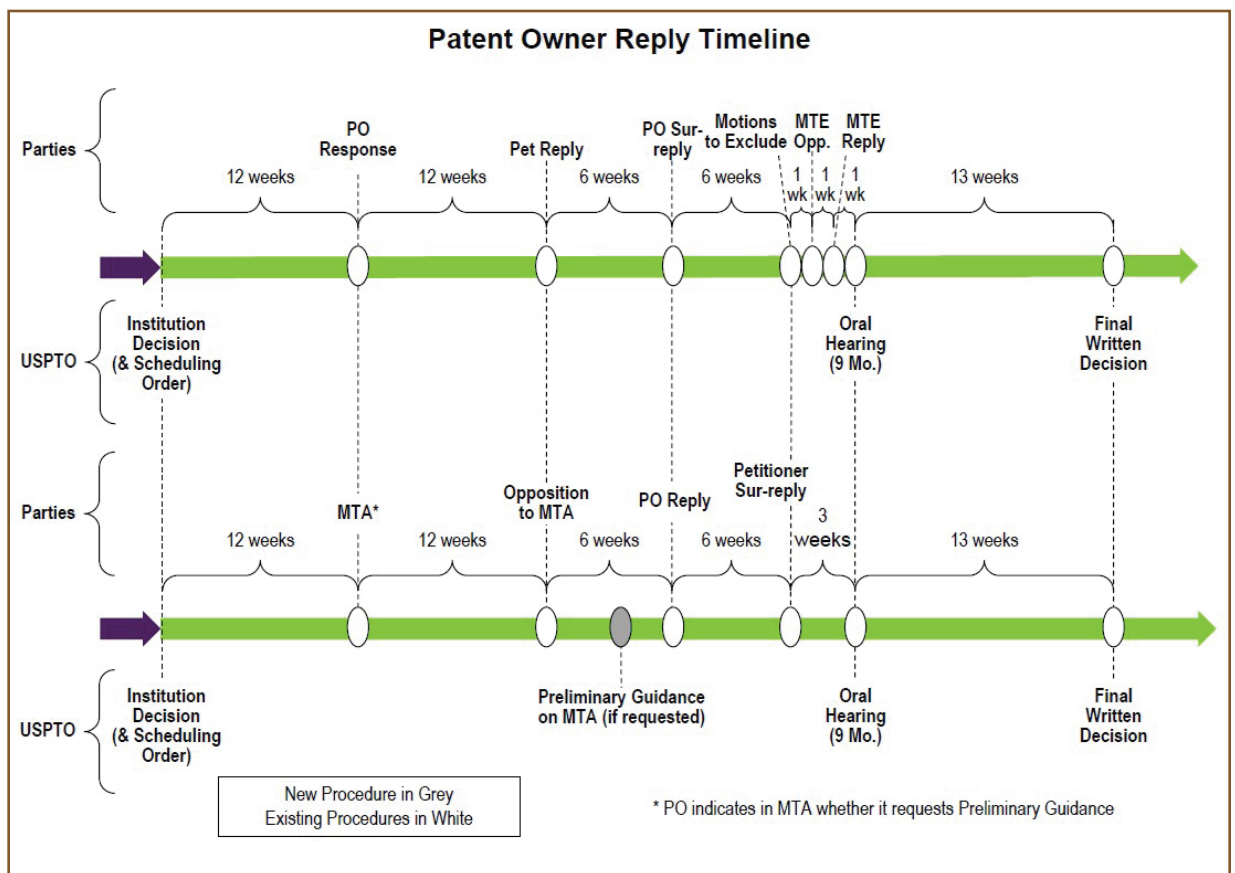 Patent Owner Reply Timeline
Parties
PO
Response
Pet Reply
PO Sur-
reply
Motions
to Exclude
MTE
Opp.
MTE
Reply
12 weeks
12 weeks
6 weeks
6 weeks
1
wk
1
wk
1
wk
13 weeks
USPTO
Institution
Decision
(& Scheduling
Order)
Oral
Hearing
(9 Mo.)
Final
Written
Decision
Parties
MTA*
Opposition
to MTA
PO Reply
Petitioner
Sur-reply
12 weeks
12 weeks
6 weeks
6 weeks
3
weeks
13 weeks
USPTO
Institution
Decision
(& Scheduling
Order)
Preliminary Guidance
on MTA (if requested)
Oral
Hearing
(9 Mo.)
Final
Written
Decision
New Procedure in Grey
Existing Procedures in White
* PO indicates in MTA whether it requests Preliminary Guidance